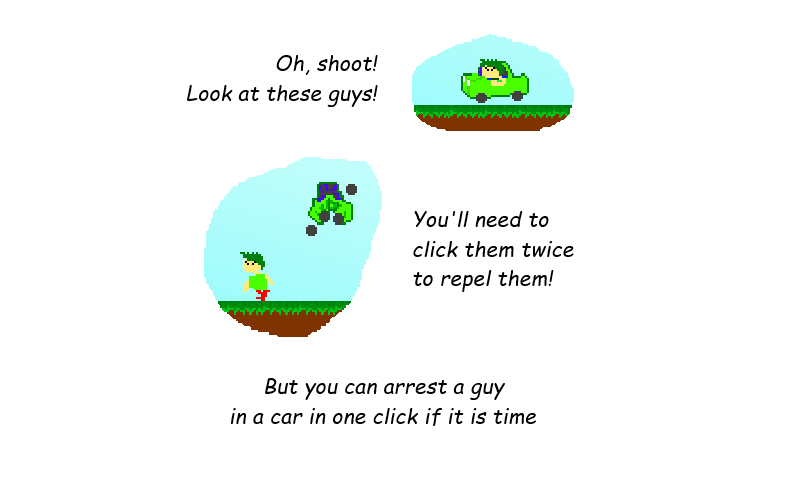 Oh, shoot!
Look at these guys!
You'll need to
click them twice
to repel them!
But you can arrest a guy
in a car in one click if it is time